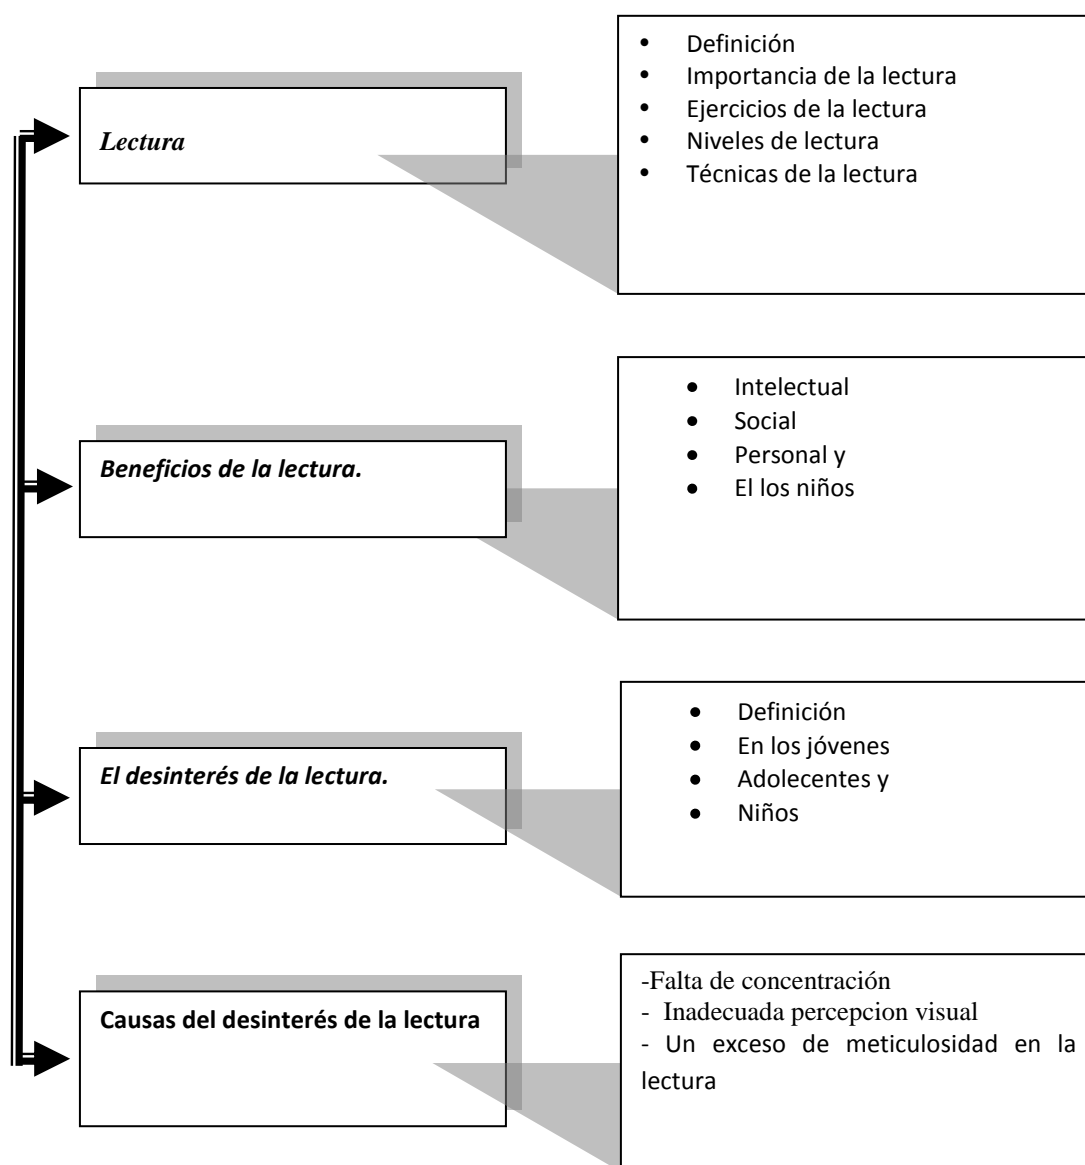 Lectura
• Definición
• Importancia de la lectura
• Ejercicios de la lectura
• Niveles de lectura
• Técnicas de la lectura
Beneficios de la lectura.
• Intelectual
• Social
• Personal y
• El los niños
El desinterés de la lectura.
• Definición
• En los jóvenes
• Adolecentes y
• Niños
Causas del desinterés de la lectura
-Falta de concentración
- Inadecuada percepcion visual
- Un exceso de meticulosidad en la
lectura